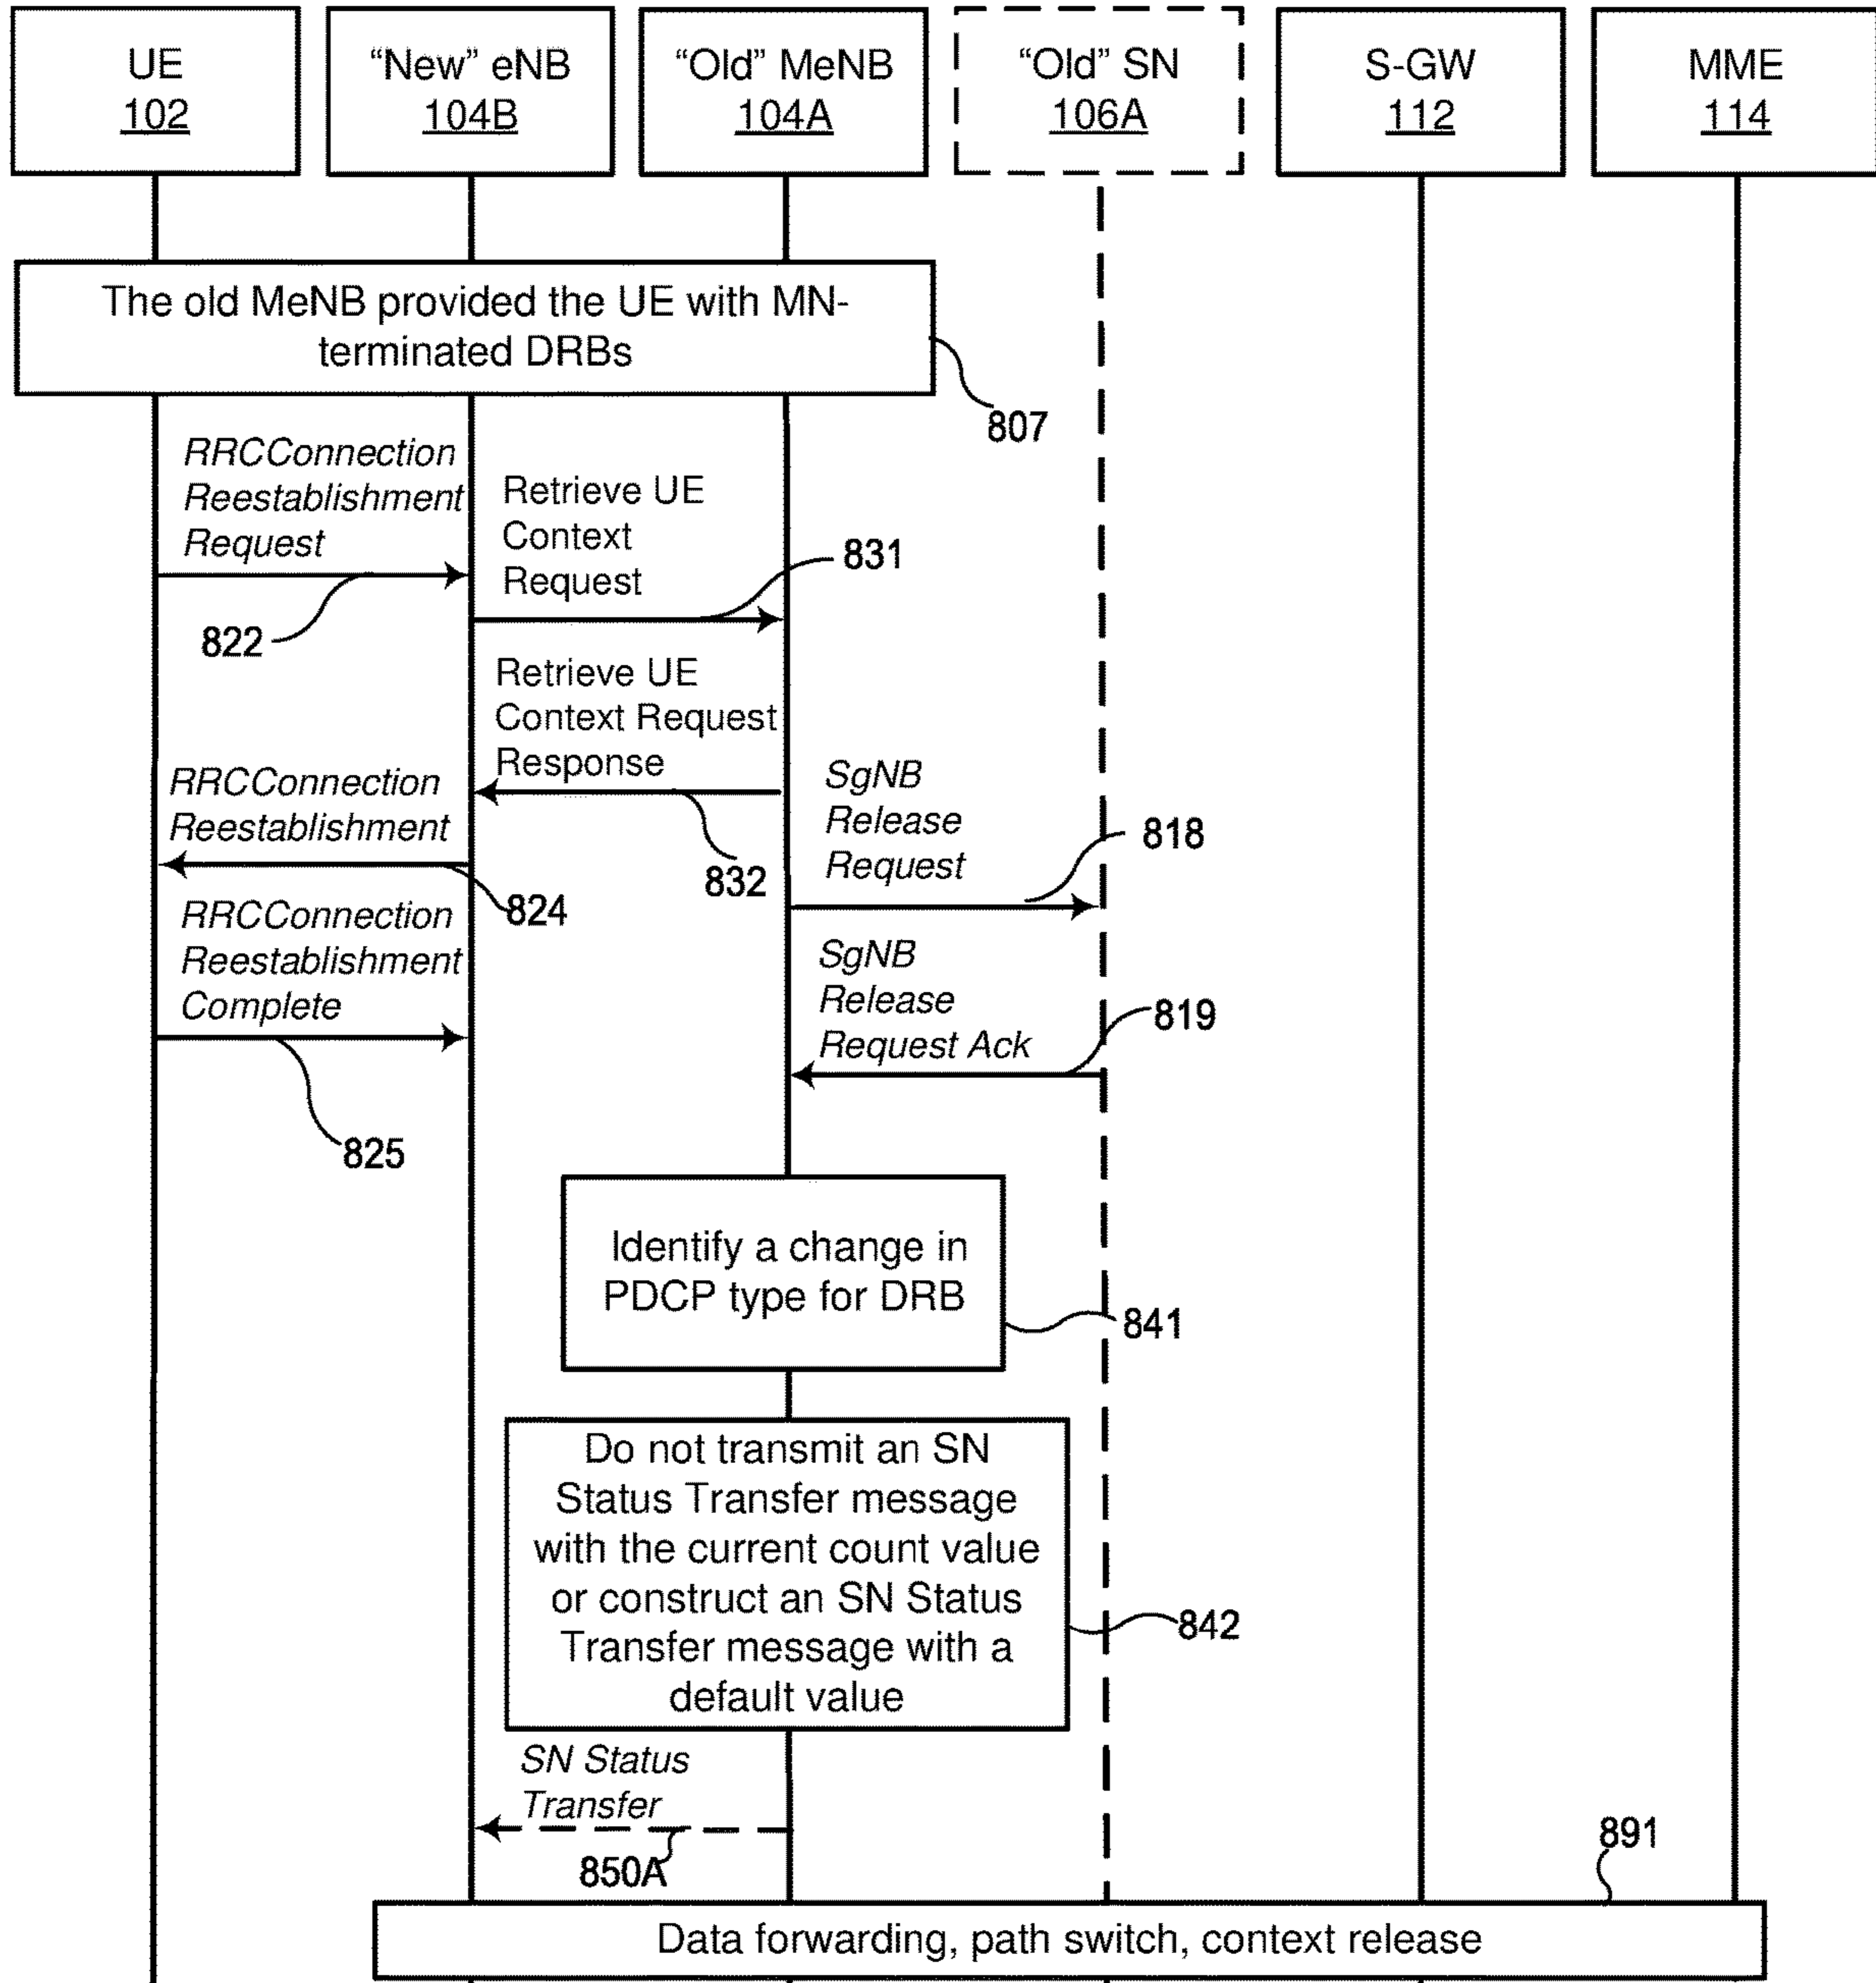 UE
102
“New” eNB
104B
“Old” MeNB
104A
“Old” SN
106A
S-GW
112
MME
114
The old MeNB provided the UE with MN-
terminated DRBs
807
RRCConnection
Reestablishment
Request
822
Retrieve UE
Context
Request
831
Retrieve UE
Context Request
Response
832
RRCConnection
Reestablishment
824
SgNB
Release
Request
818
RRCConnection
Reestablishment
Complete
825
SgNB
Release
Request Ack
819
Identify a change in
PDCP type for DRB
841
Do not transmit an SN
Status Transfer message
with the current count value
or construct an SN Status
Transfer message with a
default value
842
SN Status
Transfer
850A
891
Data forwarding, path switch, context release